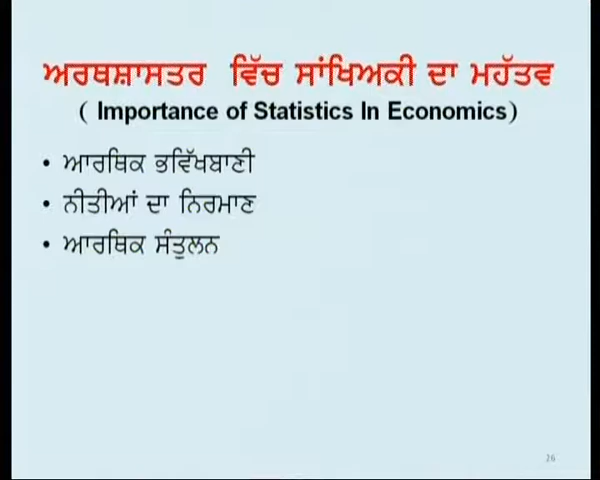 ਅਰਥਸ਼ਾਸਤਰ ਵਿੱਚ ਸਾਂਖਿਅਕੀ ਦਾ ਮਹੱਤਵ
( Importance of Statistics In Economics)
• ਆਰਥਿਕ ਭਵਿੱਖਬਾਣੀ
• ਨੀਤੀਆਂ ਦਾ ਨਿਰਮਾਣ
• ਆਰਥਿਕ ਸੰਤੁਲਨ
26